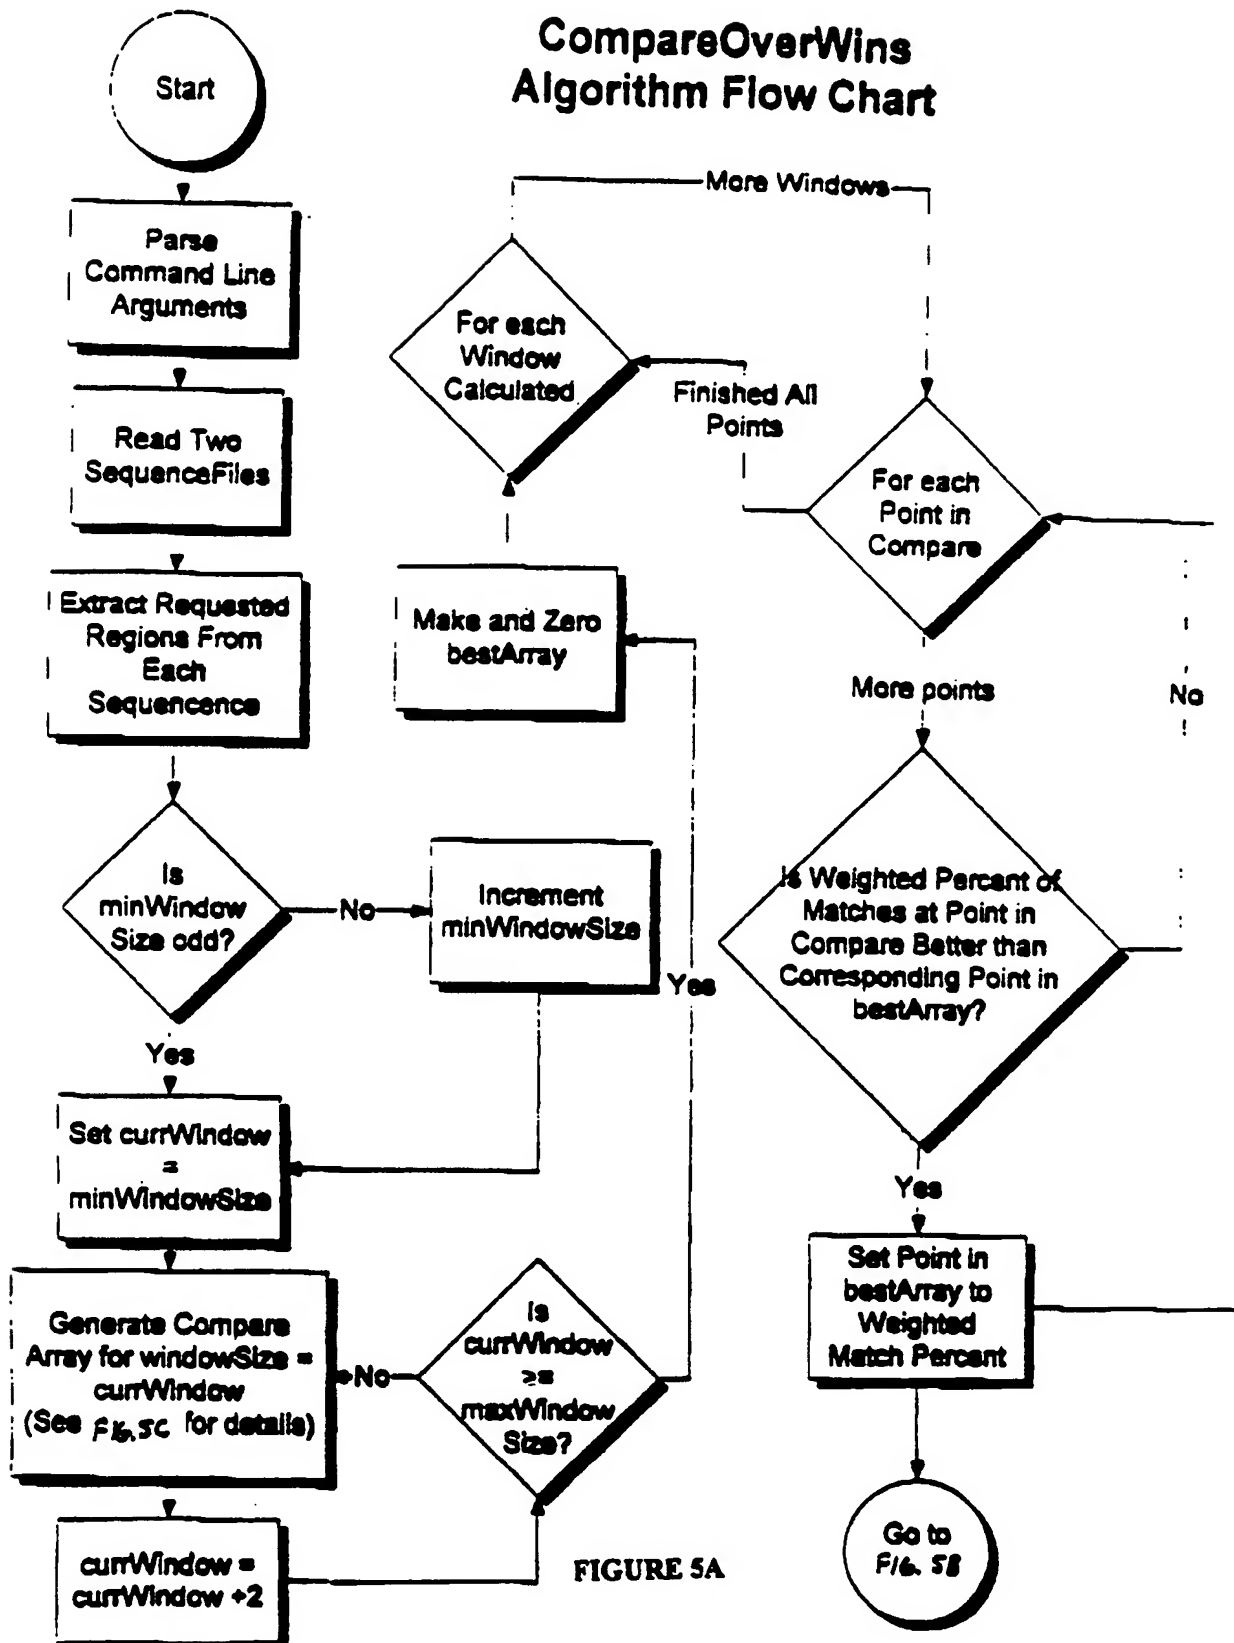 CompareOverWins
Algorithm Flow Chart
Start
Parse
Command Line
Arguments
Read Two
SequenceFiles
Extract Requested
Regions From
Each
Sequencence
Is
minWindow
Size odd?
No
Increment
minWindowSize
Yes
Set currWindow
=
minWindowSize
Generate Compare
Array for windowSize =
currWindow
(See FIG. 5C for details)
currWindow =
currWindow +2
Is
currWindow
>=
maxWindow
Size?
No
Yes
Make and Zero
bestArray
For each
Window
Calculated
More Windows
Finished All
Points
For each
Point in
Compare
More points
No
Is Weighted Percent of
Matches at Point in
Compare Better than
Corresponding Point in
bestArray?
Yes
Set Point in
bestArray to
Weighted
Match Percent
Go to
FIG. 5B
FIGURE 5A